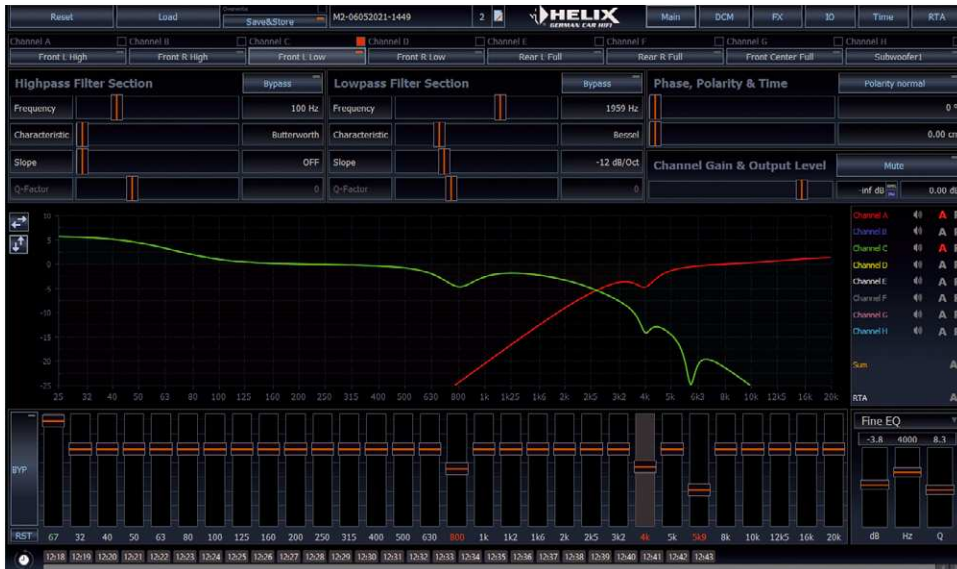 Reset Load Overwrite Save&Store M2-06052021-1449 2 HELIX GERMAN CAR HIFI Main DCM FX IO Time RTA
Channel A Channel B Channel C Channel D Channel E Channel F Channel G Channel H
Front L High Front R High Front L Low Front R Low Rear L Full Rear R Full Front Center Full Subwoofer1
Highpass Filter Section Bypass Lowpass Filter Section Bypass Phase, Polarity & Time Polarity normal
Frequency 100 Hz Frequency 1959 Hz 0 °
Characteristic Butterworth Characteristic Bessel 0.00 cm
Slope OFF Slope -12 dB/Oct Channel Gain & Output Level Mute
Q-Factor 0 Q-Factor 0 -inf dB 0.00 d
10
5
0
-5
-10
-15
-20
-25
25 32 40 50 63 80 100 125 160 200 250 315 400 500 630 800 1k 1k25 1k6 2k 2k5 3k2 4k 5k 6k3 8k 10k 12k5 16k 20k
Channel A A
Channel B A
Channel C A
Channel D A
Channel E A
Channel F A
Channel G A
Channel H A
Sum A
RTA A
BYP
Fine EQ
-3.8 4000 8.3
RST 67 32 40 50 63 80 100 125 160 200 250 315 400 500 630 800 1k 1k2 1k6 2k 2k5 3k2 4k 5k 5k9 8k 10k 12k5 16k 20k dB Hz Q
12:18 12:19 12:20 12:21 12:22 12:23 12:24 12:25 12:26 12:27 12:28 12:29 12:30 12:31 12:32 12:33 12:34 12:35 12:36 12:37 12:38 12:39 12:40 12:41 12:42 12:43